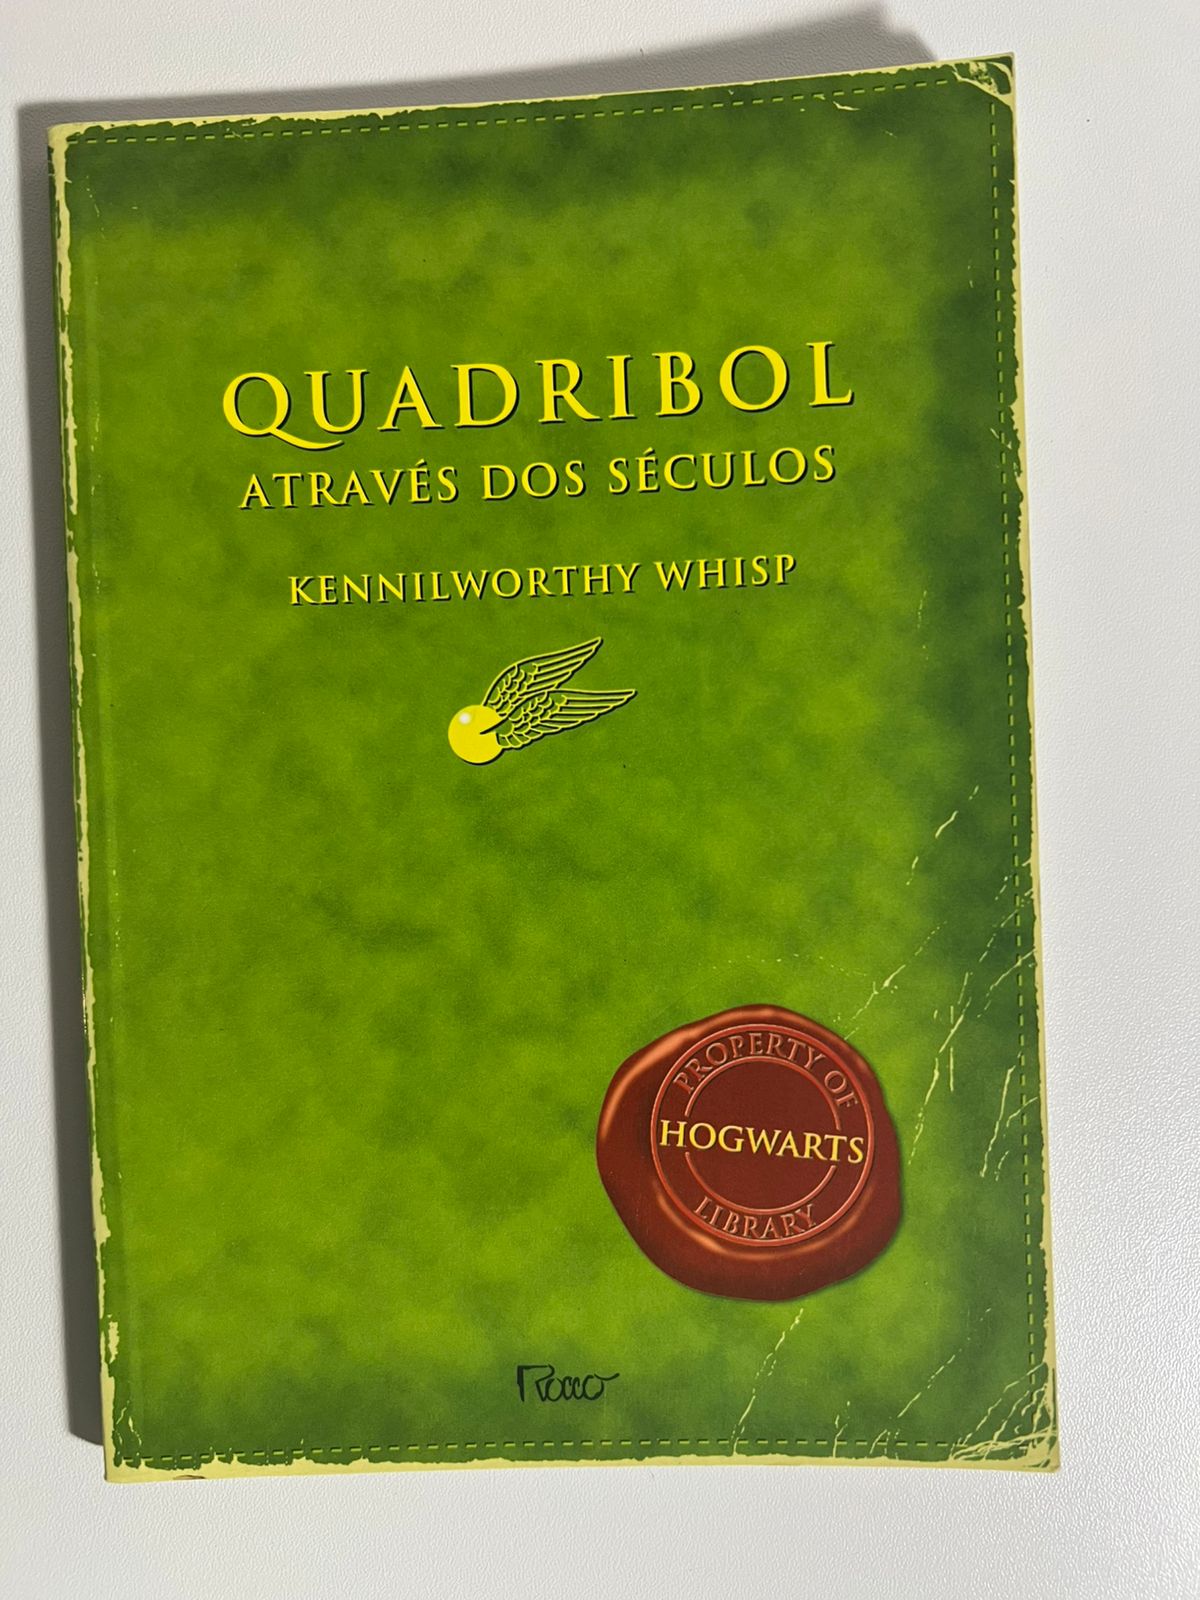 QUADRIBOL
ATRAVÉS DOS SÉCULOS
KENNILWORTHY WHISP
PROPERTY OF
HOGWARTS
LIBRARY
Rocco